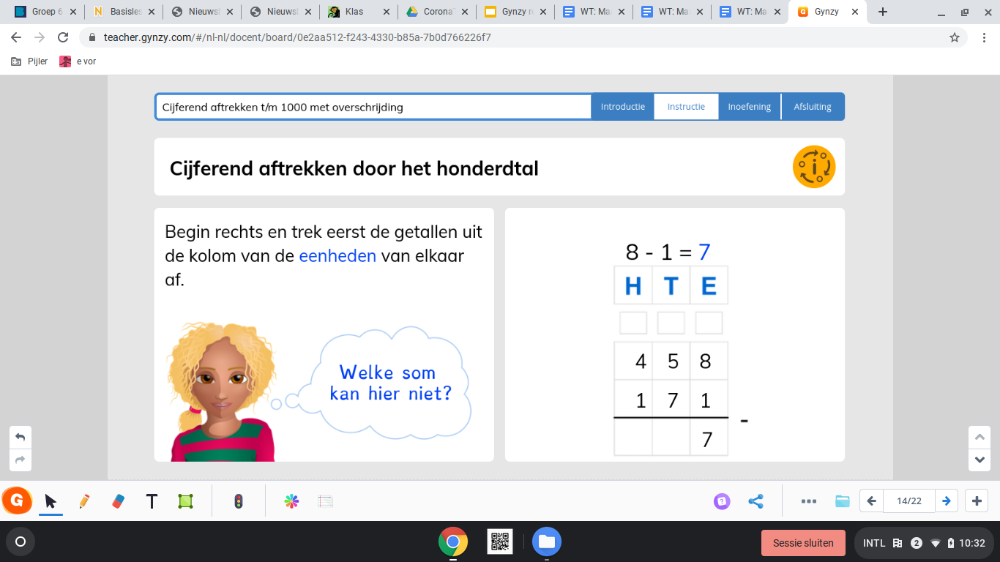 Groep 6
Basisles
Nieuws
Nieuws
Klas
Corona
Gynzy r
WT: Ma
WT: Ma
WT: Ma
Gynzy
teacher.gynzy.com/#/nl-nl/docent/board/0e2aa512-f243-4330-b85a-7b0d766226f7
Pijler
e vor
Cijferend aftrekken t/m 1000 met overschrijding
Introductie
Instructie
Inoefening
Afsluiting
Cijferend aftrekken door het honderdtal
Begin rechts en trek eerst de getallen uit
de kolom van de eenheden van elkaar
af.
Welke som
kan hier niet?
8 - 1 = 7
H T E
4 5 8
1 7 1
-
7
14/22
Sessie sluiten
INTL
2
10:32